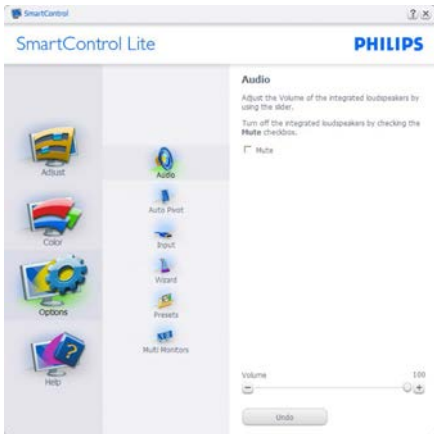 SmartControl
SmartControl Lite
PHILIPS
Adjust
Color
Options
Help
Audio
Auto Pivot
Input
Wizard
Presets
Multi Monitors
Audio
Adjust the Volume of the integrated loudspeakers by
using the slider.
Turn off the integrated loudspeakers by checking the
Mute checkbox.
Mute
Volume 100
Undo